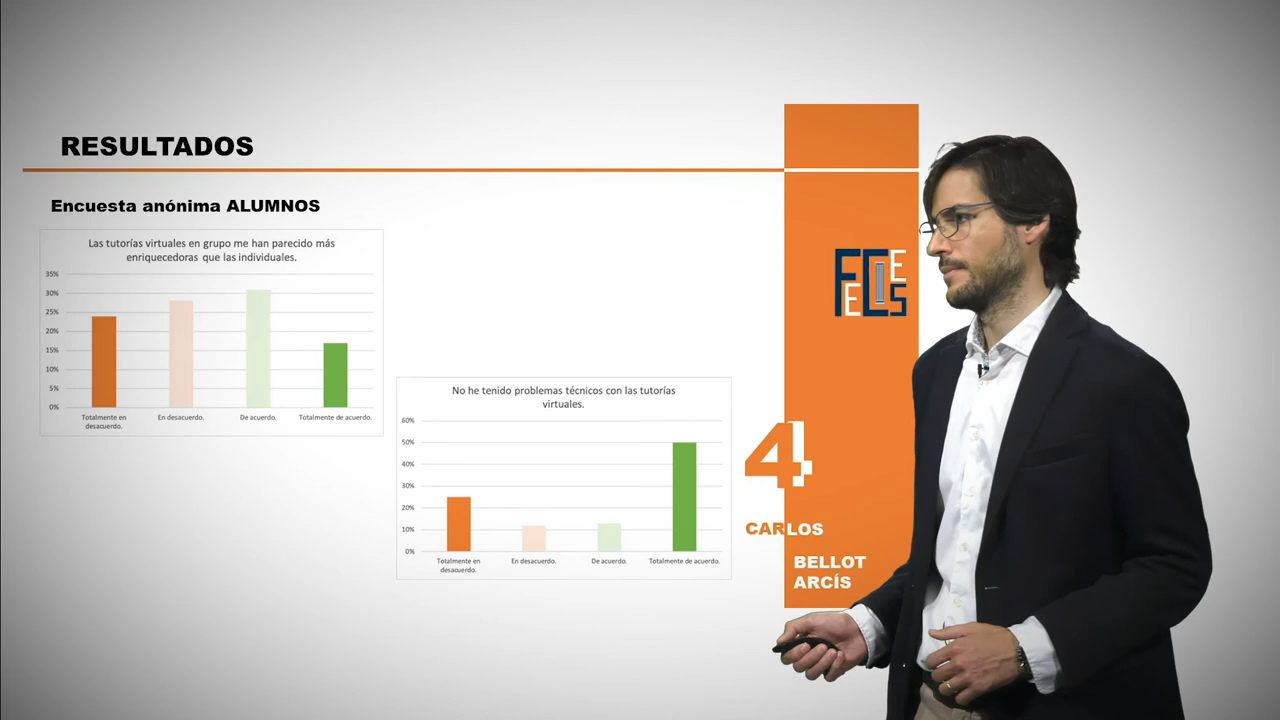 RESULTADOS
Encuesta anónima ALUMNOS
Las tutorías virtuales en grupo me han parecido más
enriquecedoras que las individuales.
35%
30%
25%
20%
15%
10%
5%
0%
Totalmente en
desacuerdo.
En desacuerdo.
De acuerdo.
Totalmente de acuerdo.
No he tenido problemas técnicos con las tutorías
virtuales.
60%
50%
40%
30%
20%
10%
0%
Totalmente en
desacuerdo.
En desacuerdo.
De acuerdo.
Totalmente de acuerdo.
FECIES
4
CARLOS
BELLOT
ARCÍS